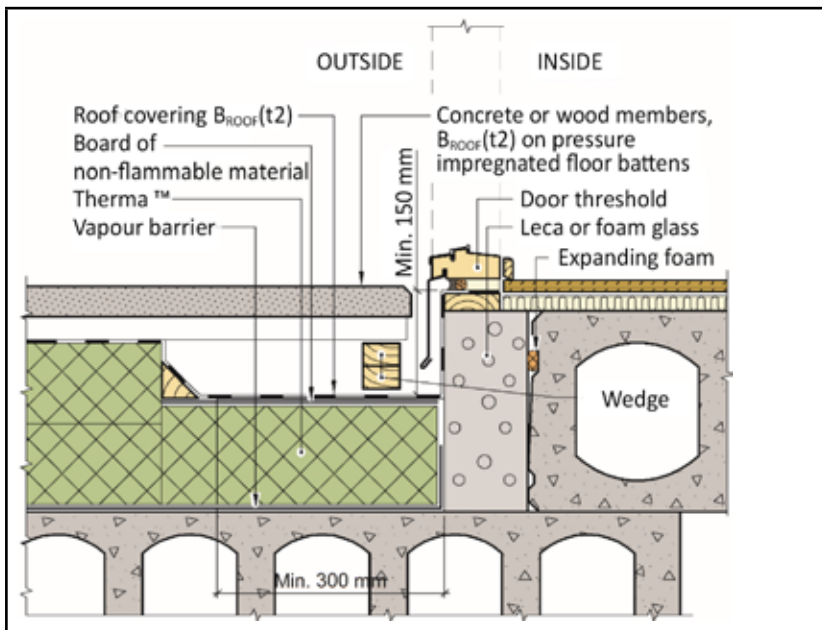 OUTSIDE
INSIDE
Roof covering BROOF(t2)
Board of
non-flammable material
Therma ™
Vapour barrier
Concrete or wood members,
BROOF(t2) on pressure
impregnated floor battens
Door threshold
Leca or foam glass
Expanding foam
Min. 150 mm
Wedge
Min. 300 mm